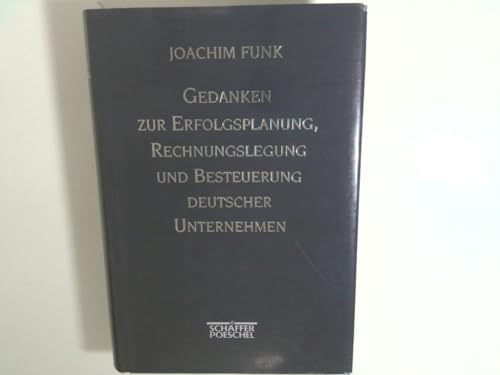 JOACHIM FUNK
GEDANKEN
ZUR ERFOLGSPLANUNG,
RECHNUNGSLEGUNG
UND BESTEUERUNG
DEUTSCHER
UNTERNEHMEN
SCHÄFFER
POESCHEL